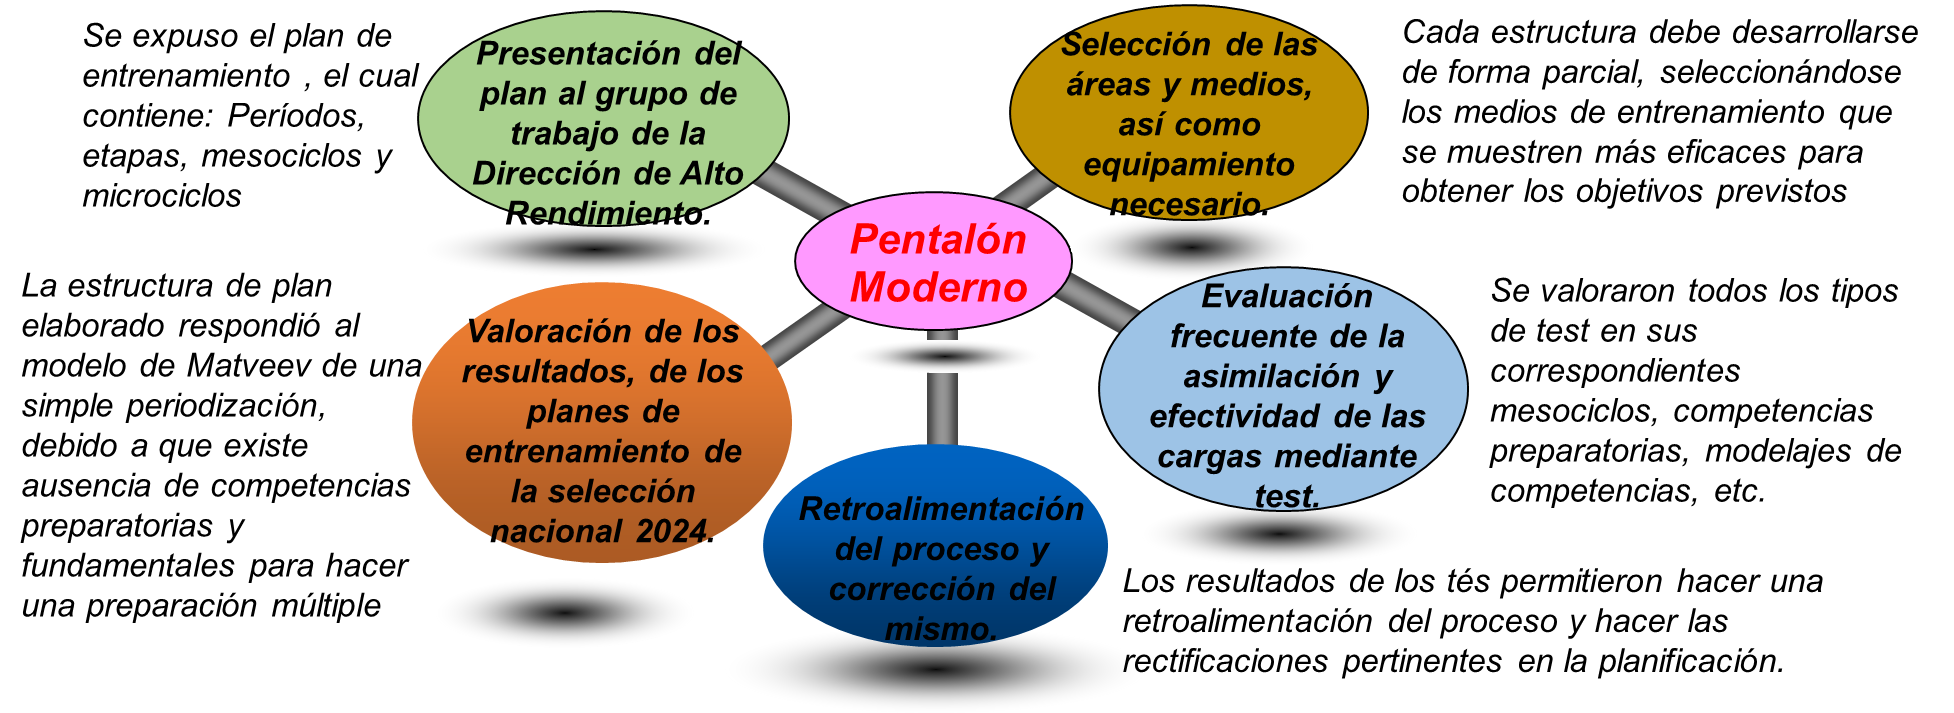 Se expuso el plan de
entrenamiento , el cual
contiene: Períodos,
etapas, mesociclos y
microciclos
Presentación del
plan al grupo de
trabajo de la
Dirección de Alto
Rendimiento.
Selección de las
áreas y medios,
así como
equipamiento
necesario.
Cada estructura debe desarrollarse
de forma parcial, seleccionándose
los medios de entrenamiento que
se muestren más eficaces para
obtener los objetivos previstos
Pentalón
Moderno
La estructura de plan
elaborado respondió al
modelo de Matveev de una
simple periodización,
debido a que existe
ausencia de competencias
preparatorias y
fundamentales para hacer
una preparación múltiple
Valoración de los
resultados, de los
planes de
entrenamiento de
la selección
nacional 2024.
Evaluación
frecuente de la
asimilación y
efectividad de las
cargas mediante
test.
Se valoraron todos los tipos
de test en sus
correspondientes
mesociclos, competencias
preparatorias, modelajes de
competencias, etc.
Retroalimentación
del proceso y
corrección del
mismo.
Los resultados de los tés permitieron hacer una
retroalimentación del proceso y hacer las
rectificaciones pertinentes en la planificación.